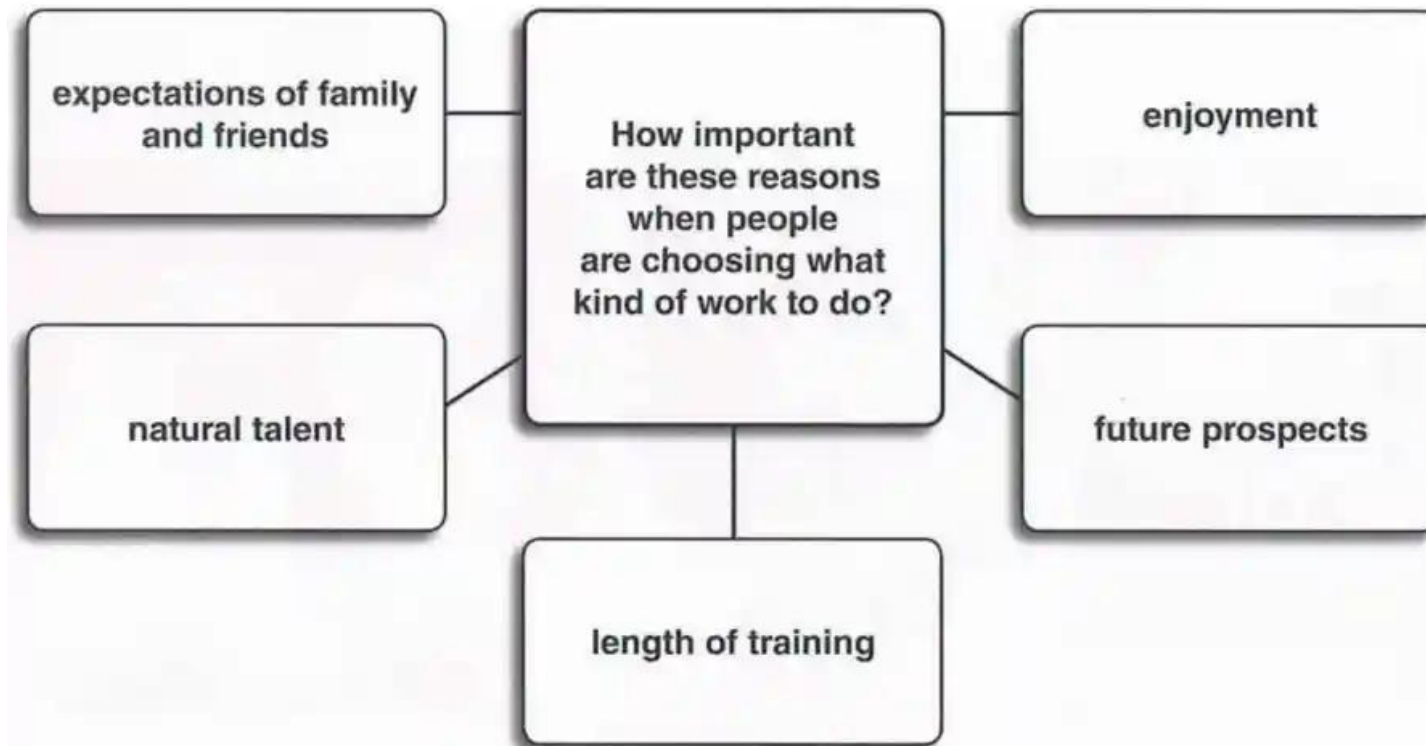 expectations of family
and friends
How important
are these reasons
when people
are choosing what
kind of work to do?
enjoyment
natural talent
future prospects
length of training